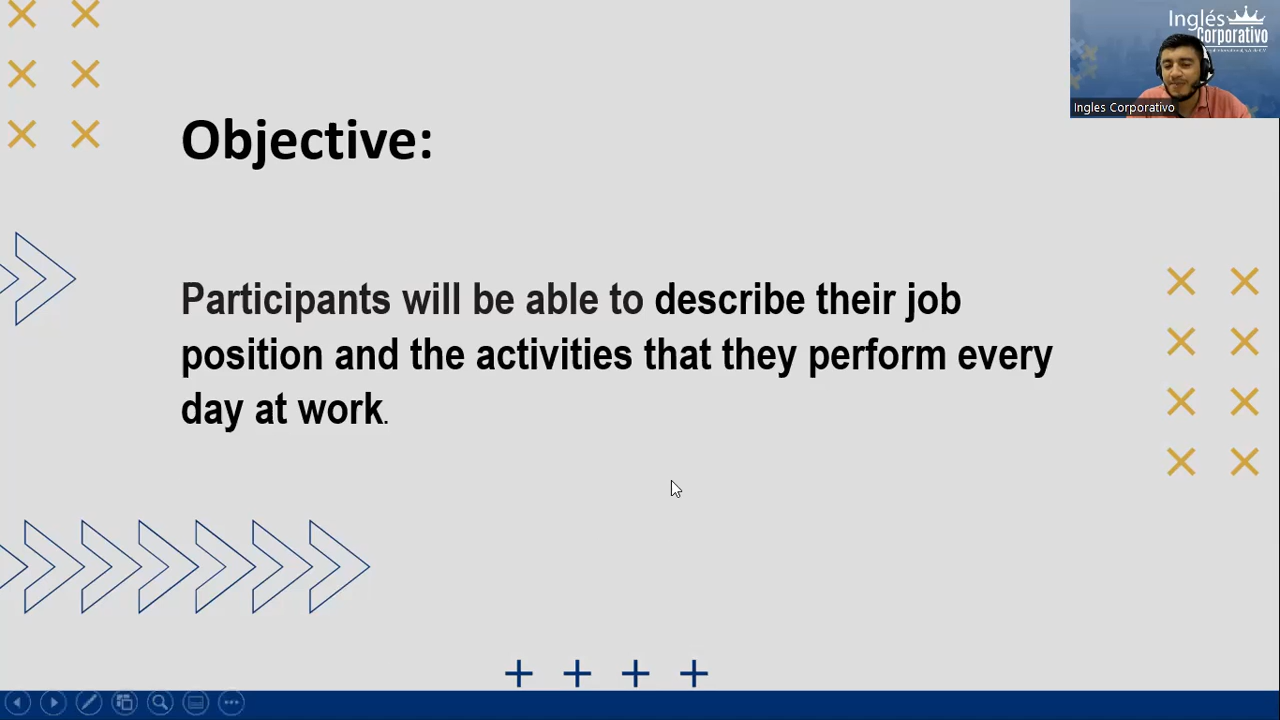 Inglés
Corporativo
Ingles Corporativo
Objective:
Participants will be able to describe their job
position and the activities that they perform every
day at work.